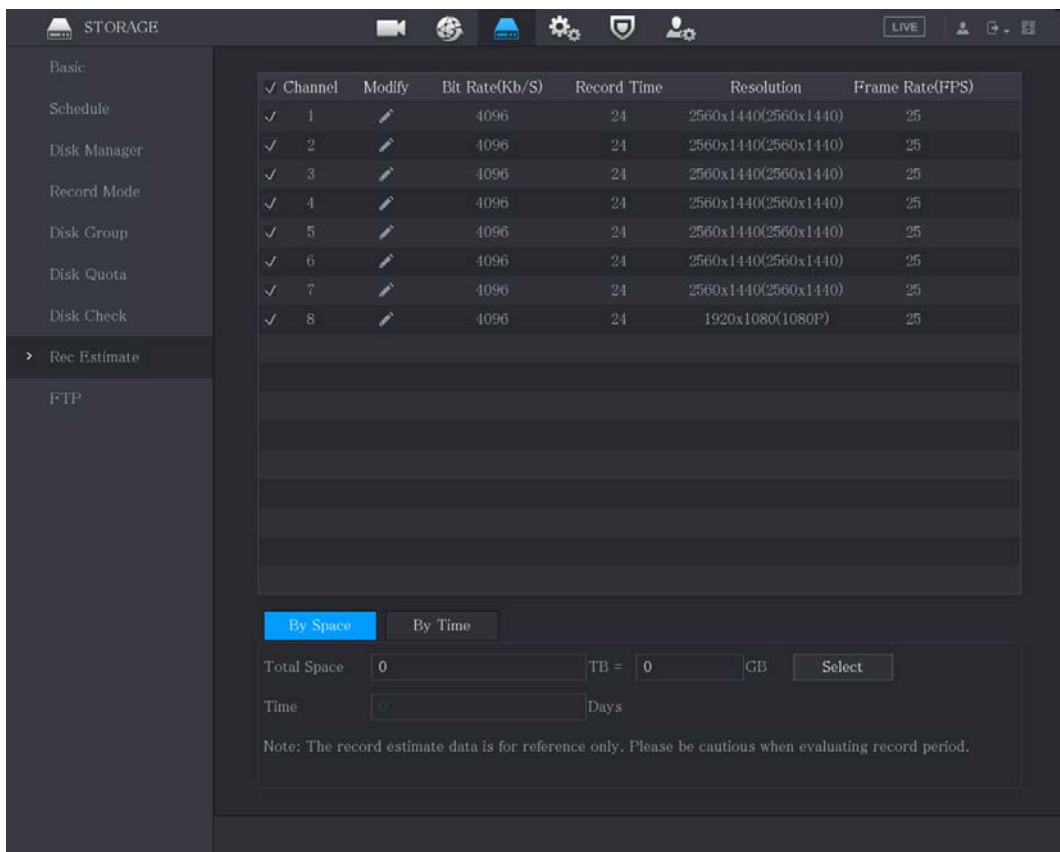 STORAGE
LIVE
Basic
Schedule
Disk Manager
Record Mode
Disk Group
Disk Quota
Disk Check
Rec Estimate
FTP
Channel Modify Bit Rate(Kb/S) Record Time Resolution Frame Rate(FPS)
1 4096 24 2560x1440(2560x1440) 25
2 4096 24 2560x1440(2560x1440) 25
3 4096 24 2560x1440(2560x1440) 25
4 4096 24 2560x1440(2560x1440) 25
5 4096 24 2560x1440(2560x1440) 25
6 4096 24 2560x1440(2560x1440) 25
7 4096 24 2560x1440(2560x1440) 25
8 4096 24 1920x1080(1080P) 25
By Space By Time
Total Space 0 TB = 0 GB Select
Time 0 Days
Note: The record estimate data is for reference only. Please be cautious when evaluating record period.